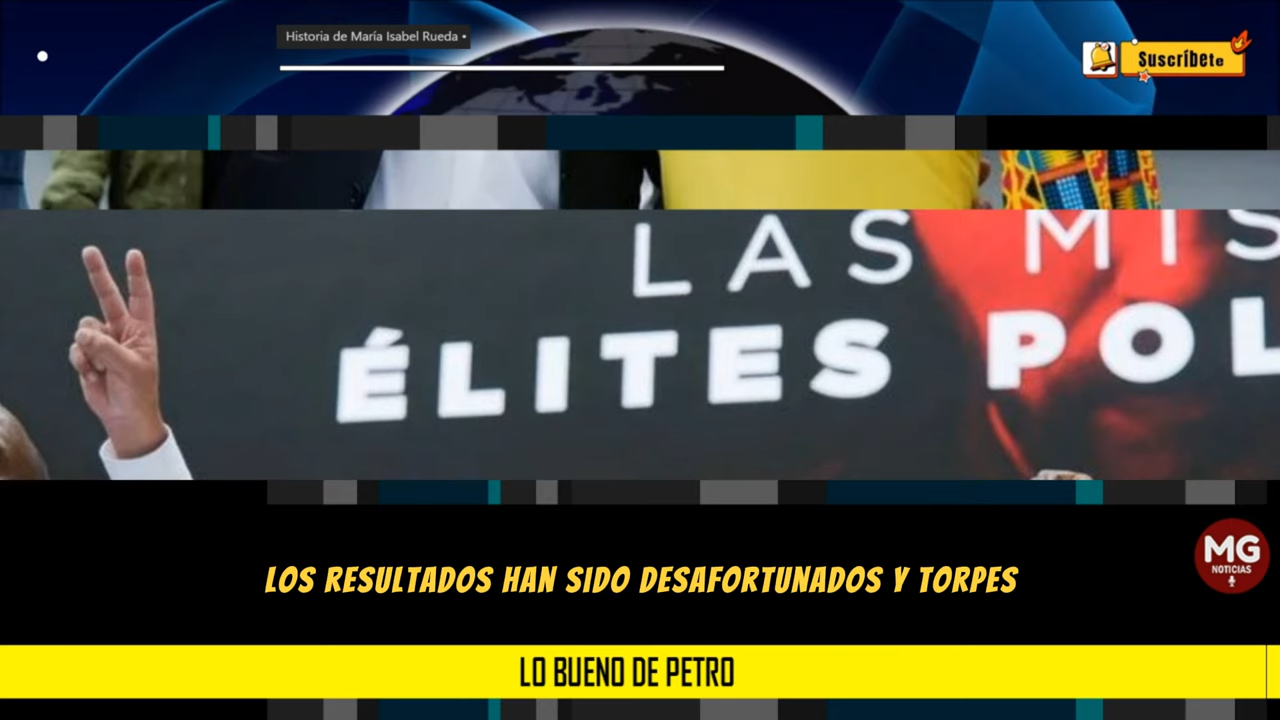 Historia de María Isabel Rueda •
Suscríbete
LAS MIS
ÉLITES POL
LOS RESULTADOS HAN SIDO DESAFORTUNADOS Y TORPES
MG
NOTICIAS
LO BUENO DE PETRO